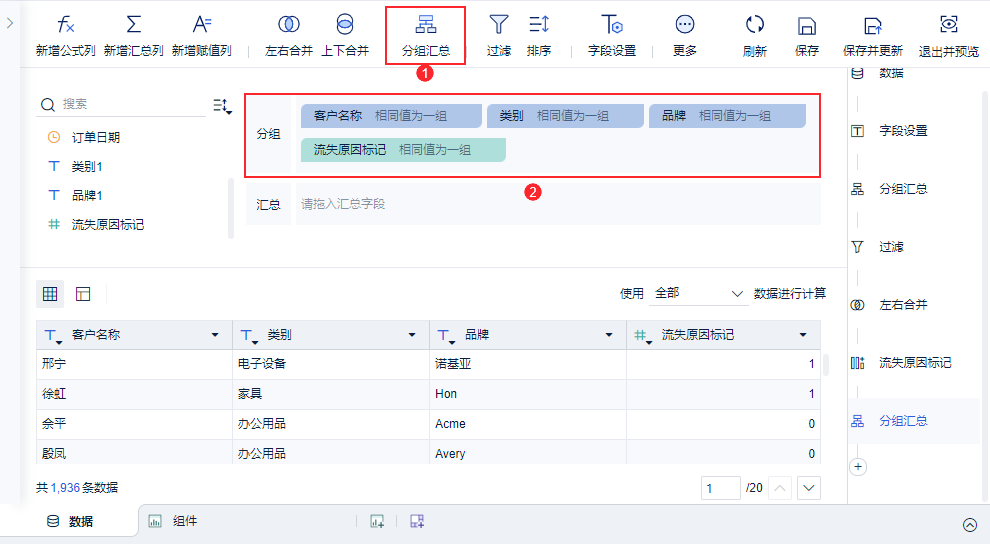 新增公式列 新增汇总列 新增赋值列 左右合并 上下合并 分组汇总 过滤 排序 字段设置 更多 刷新 保存 保存并更新 退出并预览
1
搜索
订单日期
类别1
品牌1
流失原因标记
分组
客户名称 相同值为一组 类别 相同值为一组 品牌 相同值为一组
流失原因标记 相同值为一组
2
汇总 请拖入汇总字段
使用 全部 数据进行计算
客户名称 类别 品牌 流失原因标记
邢宁 电子设备 诺基亚 1
徐虹 家具 Hon 1
余平 办公用品 Acme 0
殷凤 办公用品 Avery 0
共 1,936 条数据 1 /20
数据
字段设置
分组汇总
过滤
左右合并
流失原因标记
分组汇总
数据 组件